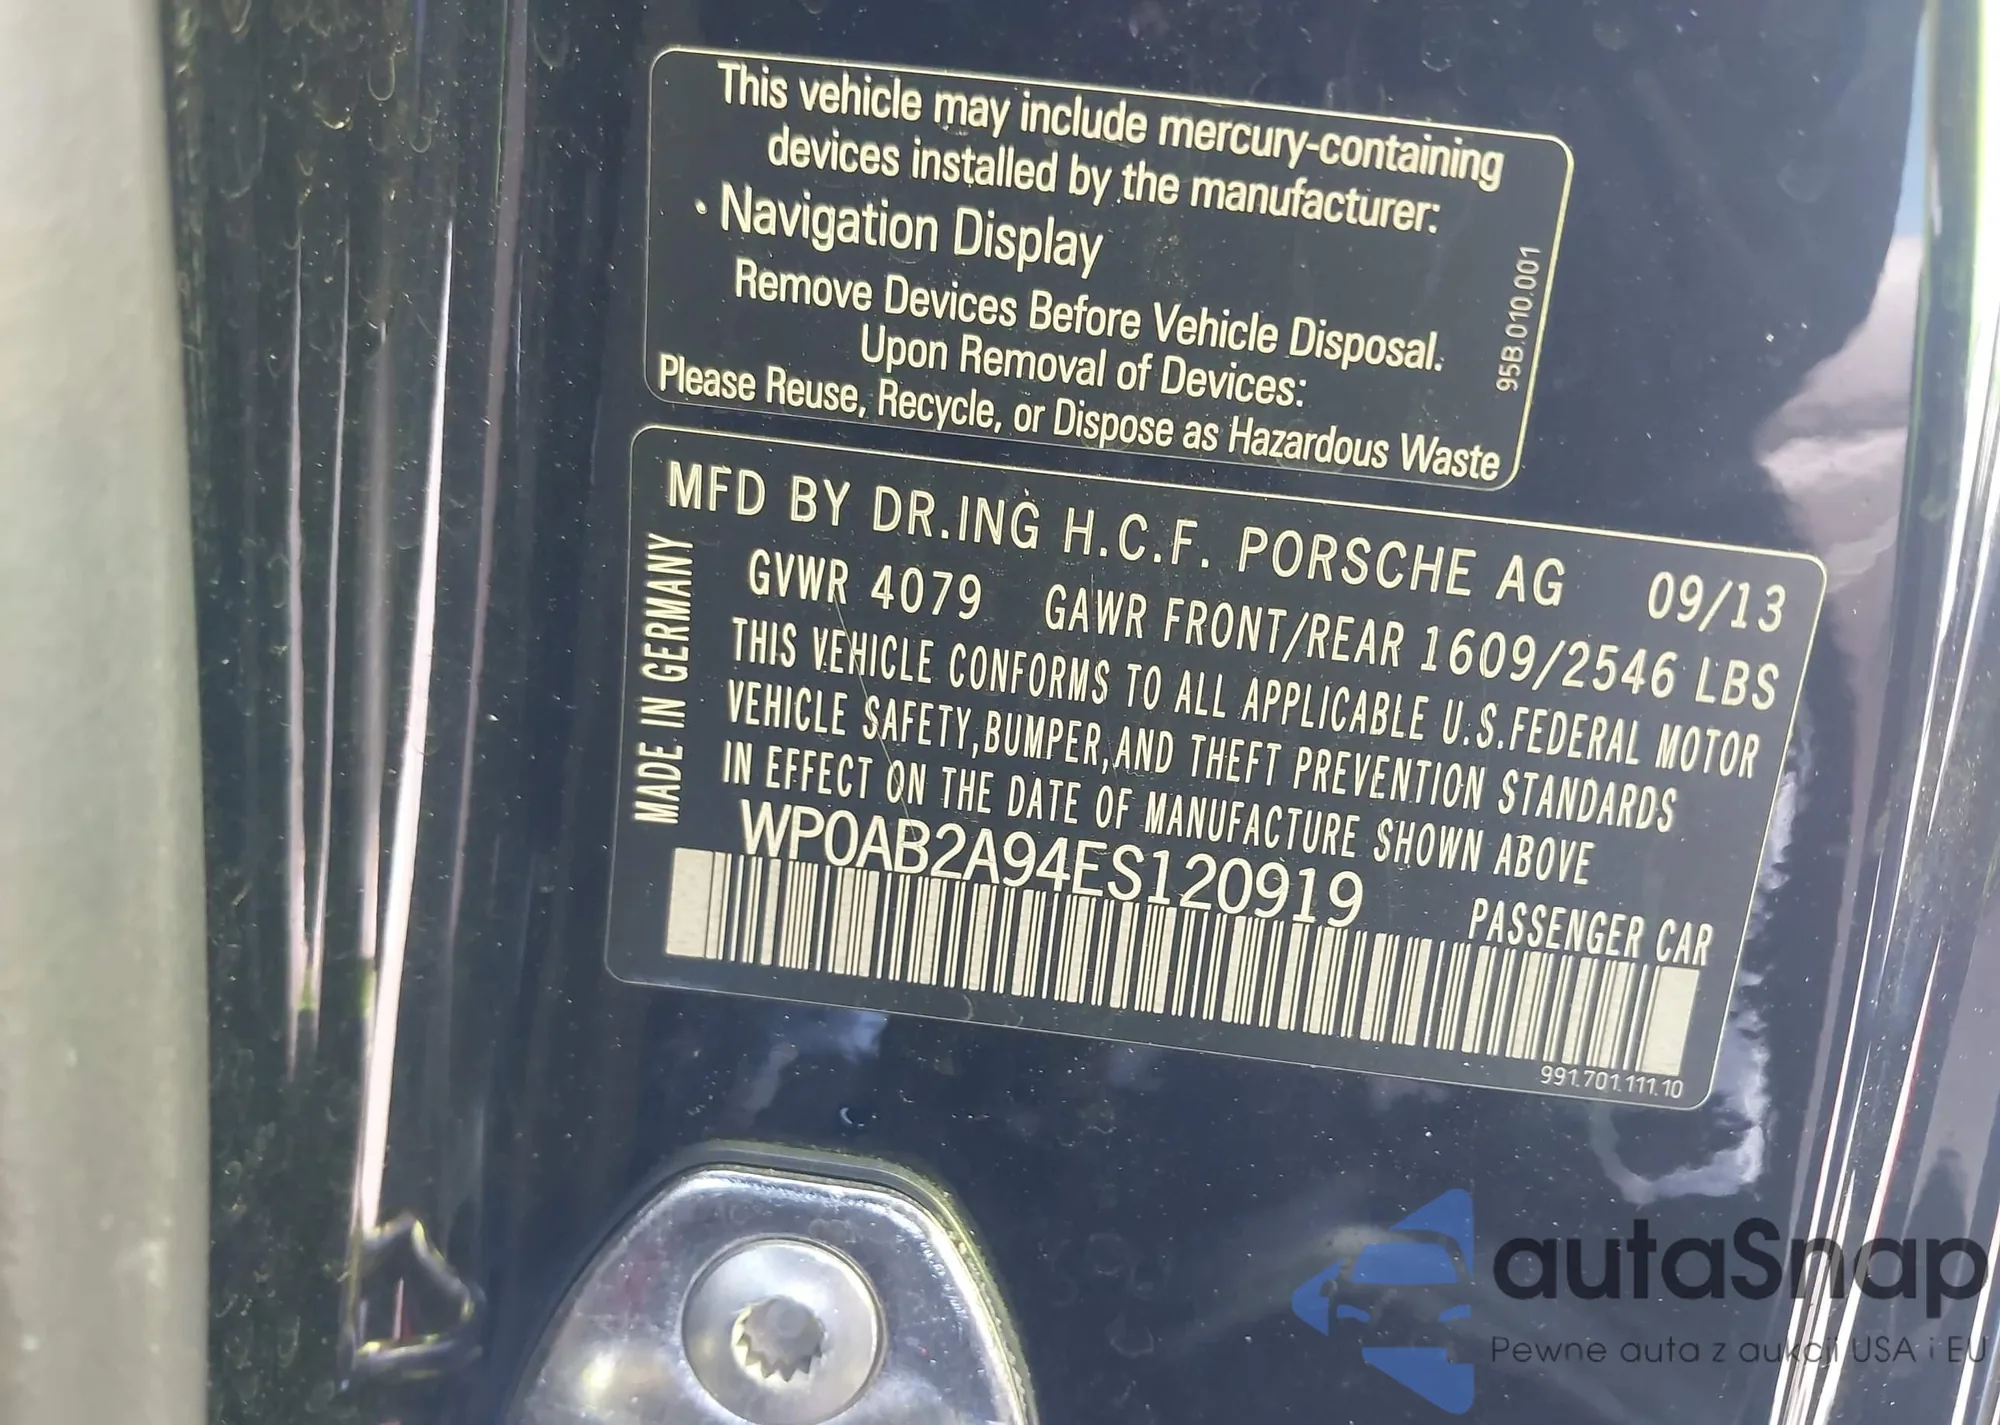 This vehicle may include mercury-containing
devices installed by the manufacturer:
• Navigation Display
Remove Devices Before Vehicle Disposal.
Upon Removal of Devices:
Please Reuse, Recycle, or Dispose as Hazardous Waste
95B.010.001
MFD BY DR.ING H.C.F. PORSCHE AG 09/13
GVWR 4079 GAWR FRONT/REAR 1609/2546 LBS
THIS VEHICLE CONFORMS TO ALL APPLICABLE U.S.FEDERAL MOTOR
VEHICLE SAFETY,BUMPER,AND THEFT PREVENTION STANDARDS
IN EFFECT ON THE DATE OF MANUFACTURE SHOWN ABOVE
WP0AB2A94ES120919
PASSENGER CAR
MADE IN GERMANY
991.701.111.10
autaSnap
Pewne auta z aukcji USA i EU